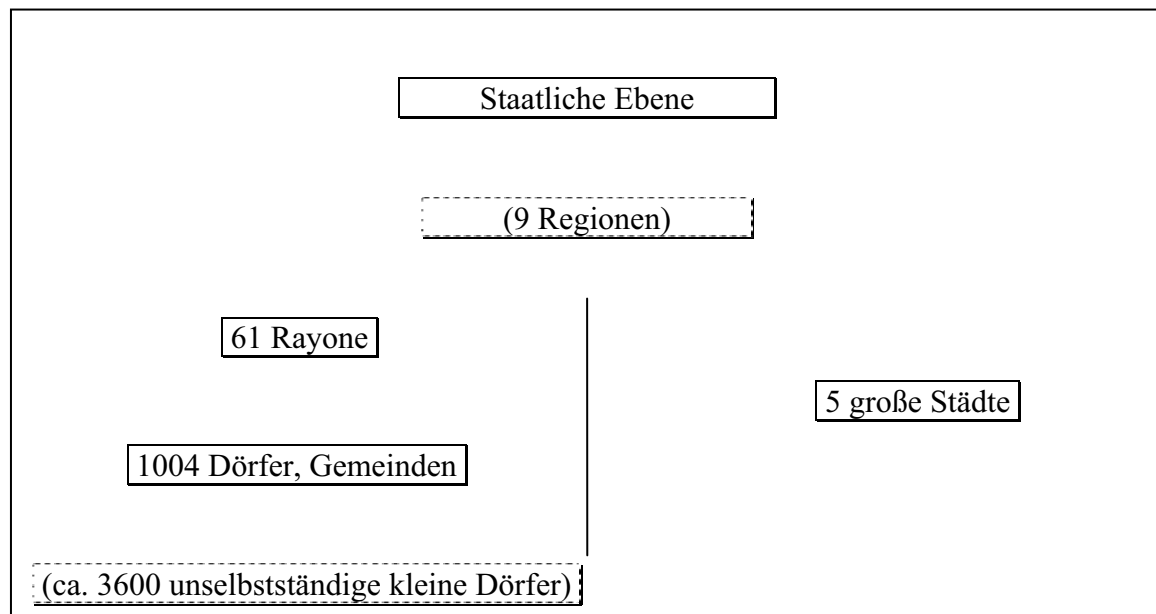 Staatliche Ebene
(9 Regionen)
61 Rayone
5 große Städte
1004 Dörfer, Gemeinden
(ca. 3600 unselbstständige kleine Dörfer)